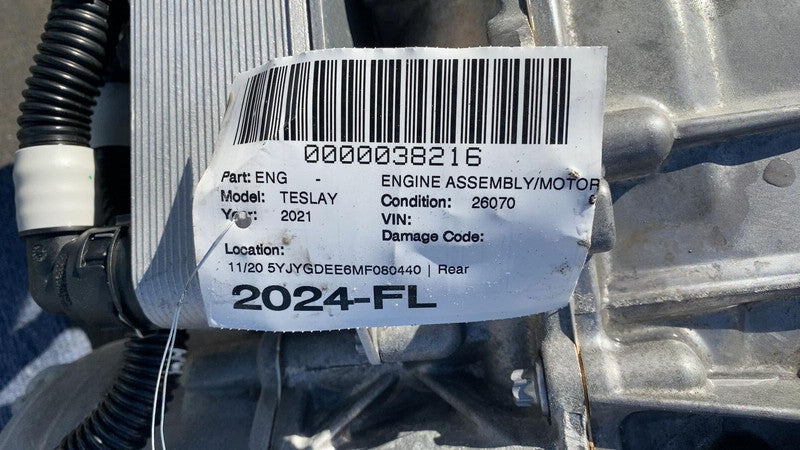 0000038216
Part: ENG - ENGINE ASSEMBLY/MOTOR
Model: TESLAY Condition: 26070
Year: 2021 VIN:
Damage Code:
Location:
11/20 5YJYGDEE6MF080440 | Rear
2024-FL